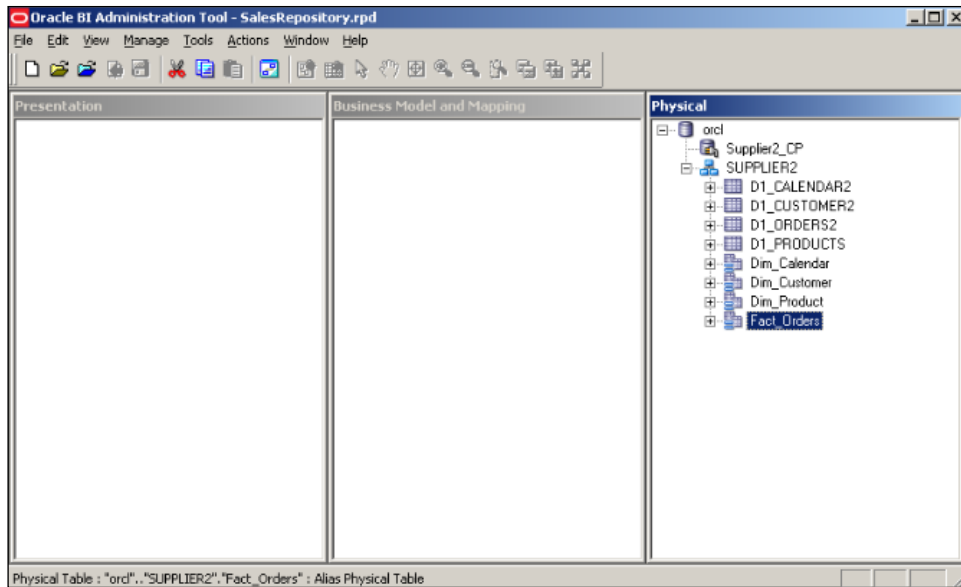 Oracle BI Administration Tool - SalesRepository.rpd
File Edit View Manage Tools Actions Window Help
Presentation
Business Model and Mapping
Physical
orcl
Supplier2_CP
SUPPLIER2
D1_CALENDAR2
D1_CUSTOMER2
D1_ORDERS2
D1_PRODUCTS
Dim_Calendar
Dim_Customer
Dim_Product
Fact_Orders
Physical Table : "orcl".."SUPPLIER2"."Fact_Orders" : Alias Physical Table